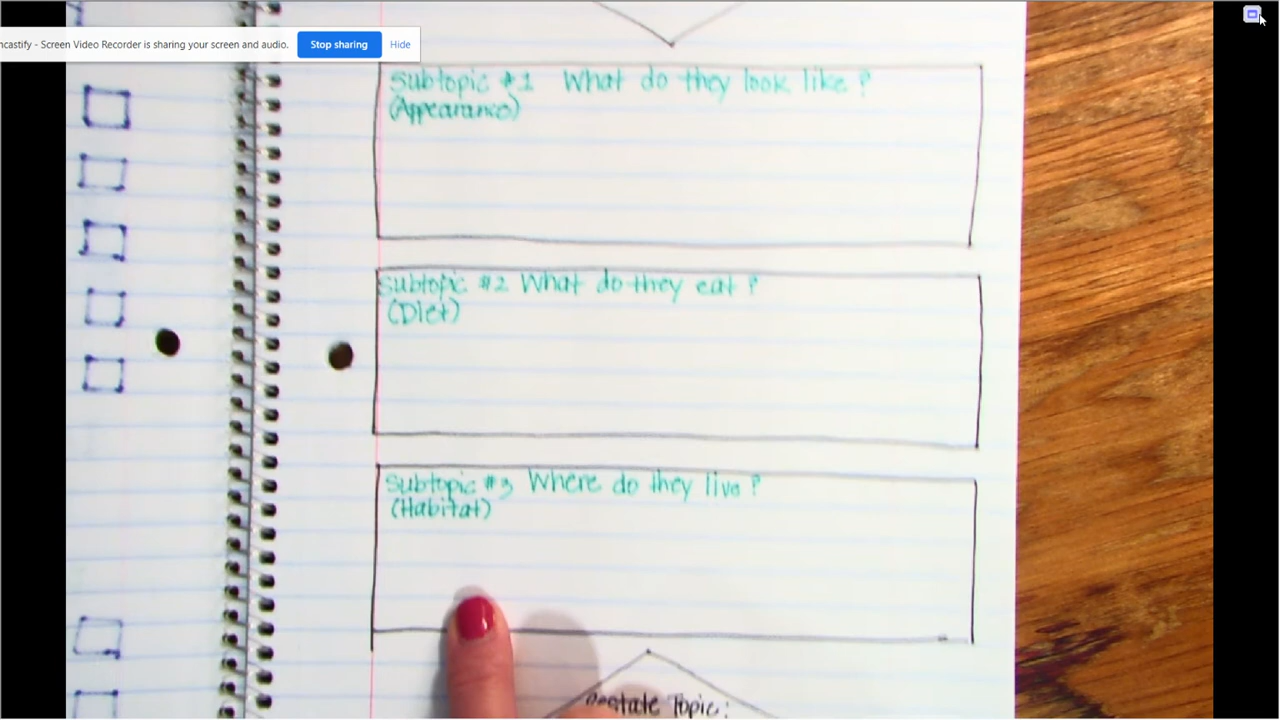 ncastify - Screen Video Recorder is sharing your screen and audio. Stop sharing Hide
Subtopic #1 What do they look like?
(Appearance)
Subtopic #2 What do they eat?
(Diet)
Subtopic #3 Where do they live?
(Habitat)
Restate Topic: